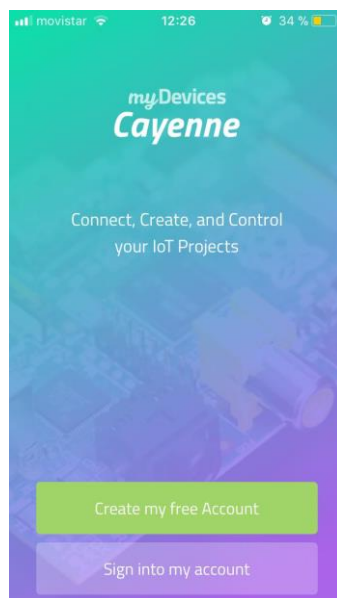 movistar 12:26 34 %
myDevices
Cayenne
Connect, Create, and Control
your IoT Projects
Create my free Account
Sign into my account